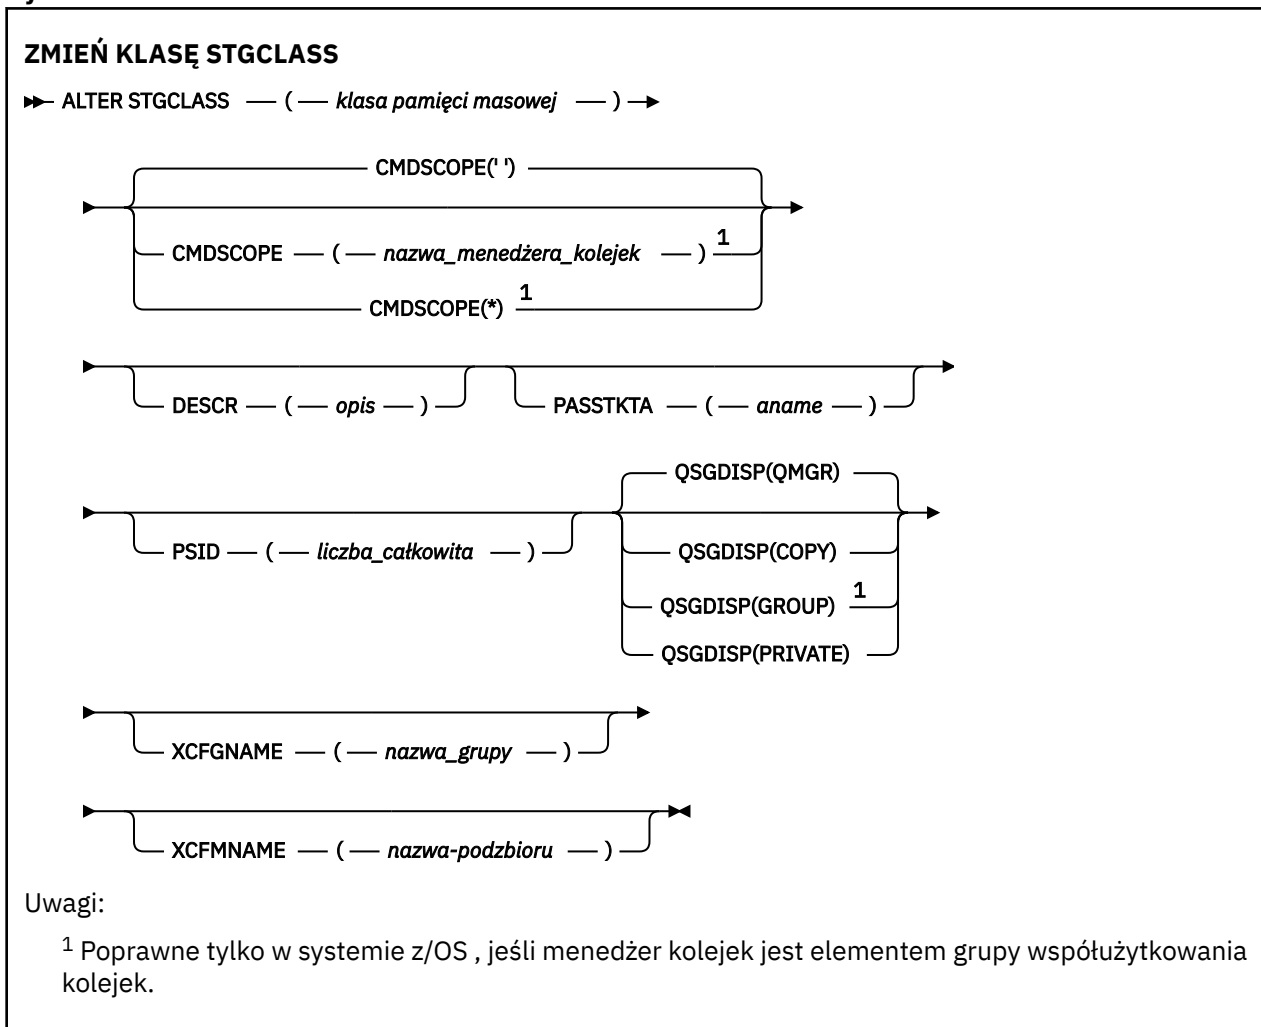 ZMIEŃ KLASĘ STGCLASS
ALTER STGCLASS ( klasa pamięci masowej )
CMDSCOPE(' ')
CMDSCOPE ( nazwa_menedżera_kolejek ) 1
CMDSCOPE(*) 1
DESCR ( opis ) PASSTKTA ( aname )
QSGDISP(QMGR)
PSID ( liczba_całkowita ) QSGDISP(COPY)
QSGDISP(GROUP) 1
QSGDISP(PRIVATE)
XCFGNAME ( nazwa_grupy )
XCFMNAME ( nazwa-podzbioru )
Uwagi:
1 Poprawne tylko w systemie z/OS , jeśli menedżer kolejek jest elementem grupy współużytkowania
kolejek.